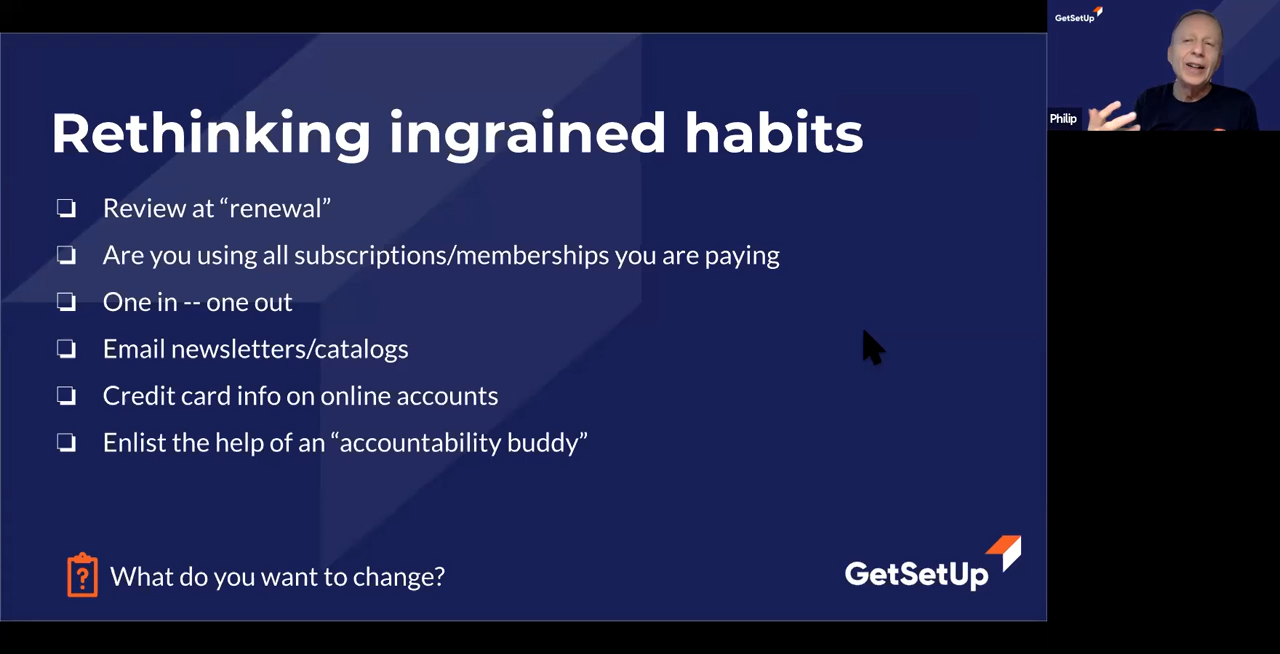 GetSetUp
Philip
Rethinking ingrained habits
Review at “renewal”
Are you using all subscriptions/memberships you are paying
One in -- one out
Email newsletters/catalogs
Credit card info on online accounts
Enlist the help of an “accountability buddy”
?
What do you want to change?
GetSetUp